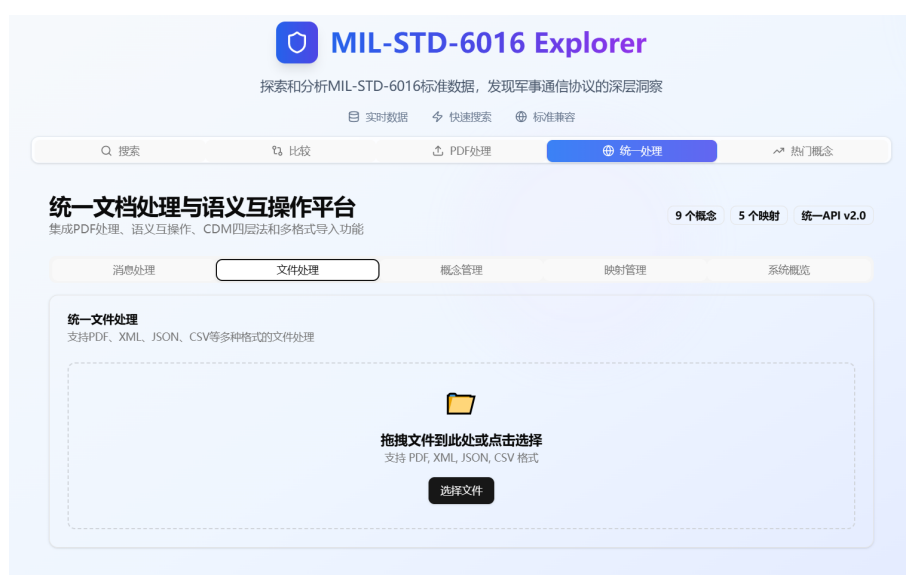 MIL-STD-6016 Explorer
探索和分析MIL-STD-6016标准数据，发现军事通信协议的深层洞察
实时数据 快速搜索 标准兼容
搜索 比较 PDF处理 统一处理 热门概念
统一文档处理与语义互操作平台
集成PDF处理、语义互操作、CDM四层法和多格式导入功能
9 个概念 5 个映射 统一API v2.0
消息处理 文件处理 概念管理 映射管理 系统概览
统一文件处理
支持PDF、XML、JSON、CSV等多种格式的文件处理
拖拽文件到此处或点击选择
支持 PDF, XML, JSON, CSV 格式
选择文件